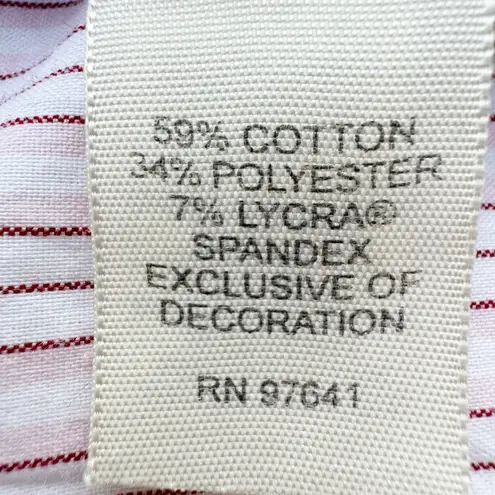 59% COTTON
34% POLYESTER
7% LYCRA®
SPANDEX
EXCLUSIVE OF
DECORATION
RN 97641